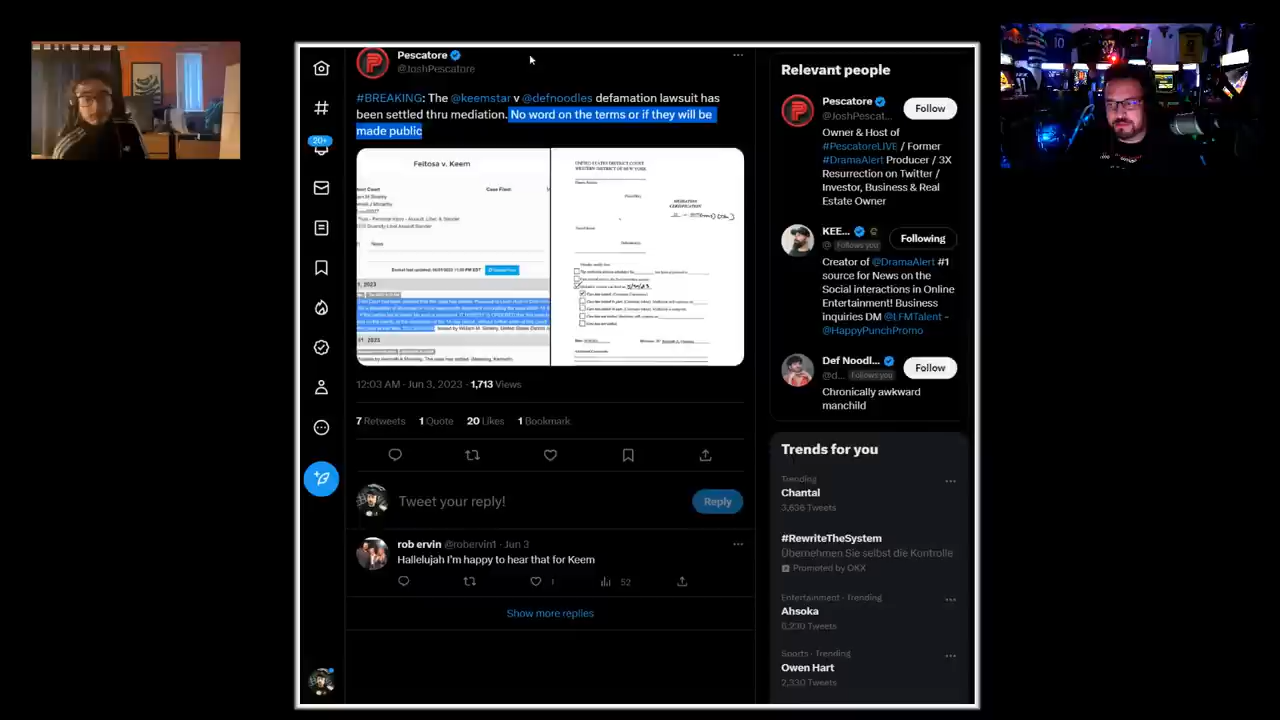 Pescatore
@JoshPescatore
#BREAKING: The @keemstar v @defnoodles defamation lawsuit has
been settled thru mediation. No word on the terms or if they will be
made public
Feitosa v. Keem
Case Filed:
UNITED STATES DISTRICT COURT
WESTERN DISTRICT OF NEW YORK
MEDIATION
CERTIFICATION
12:03 AM · Jun 3, 2023 · 1,713 Views
7 Retweets 1 Quote 20 Likes 1 Bookmark
Tweet your reply!
Reply
rob ervin @robervin1 · Jun 3
Hallelujah I'm happy to hear that for Keem
1
52
Show more replies
20+
Relevant people
Pescatore
@JoshPescat...
Follow
Owner & Host of
#PescatoreLIVE / Former
#DramaAlert Producer / 3X
Resurrection on Twitter /
Investor, Business & Real
Estate Owner
KEE...
@ Follows you
Following
Creator of @DramaAlert #1
source for News on the
Social interactions in Online
Entertainment! Business
Inquiries DM @LFMTalent -
@HappyPunchPromo
Def Noodl...
@d... Follows you
Follow
Chronically awkward
manchild
Trends for you
Trending
Chantal
3,636 Tweets
#RewriteTheSystem
Übernehmen Sie selbst die Kontrolle
Promoted by OKX
Entertainment · Trending
Ahsoka
6,230 Tweets
Sports · Trending
Owen Hart
2,330 Tweets